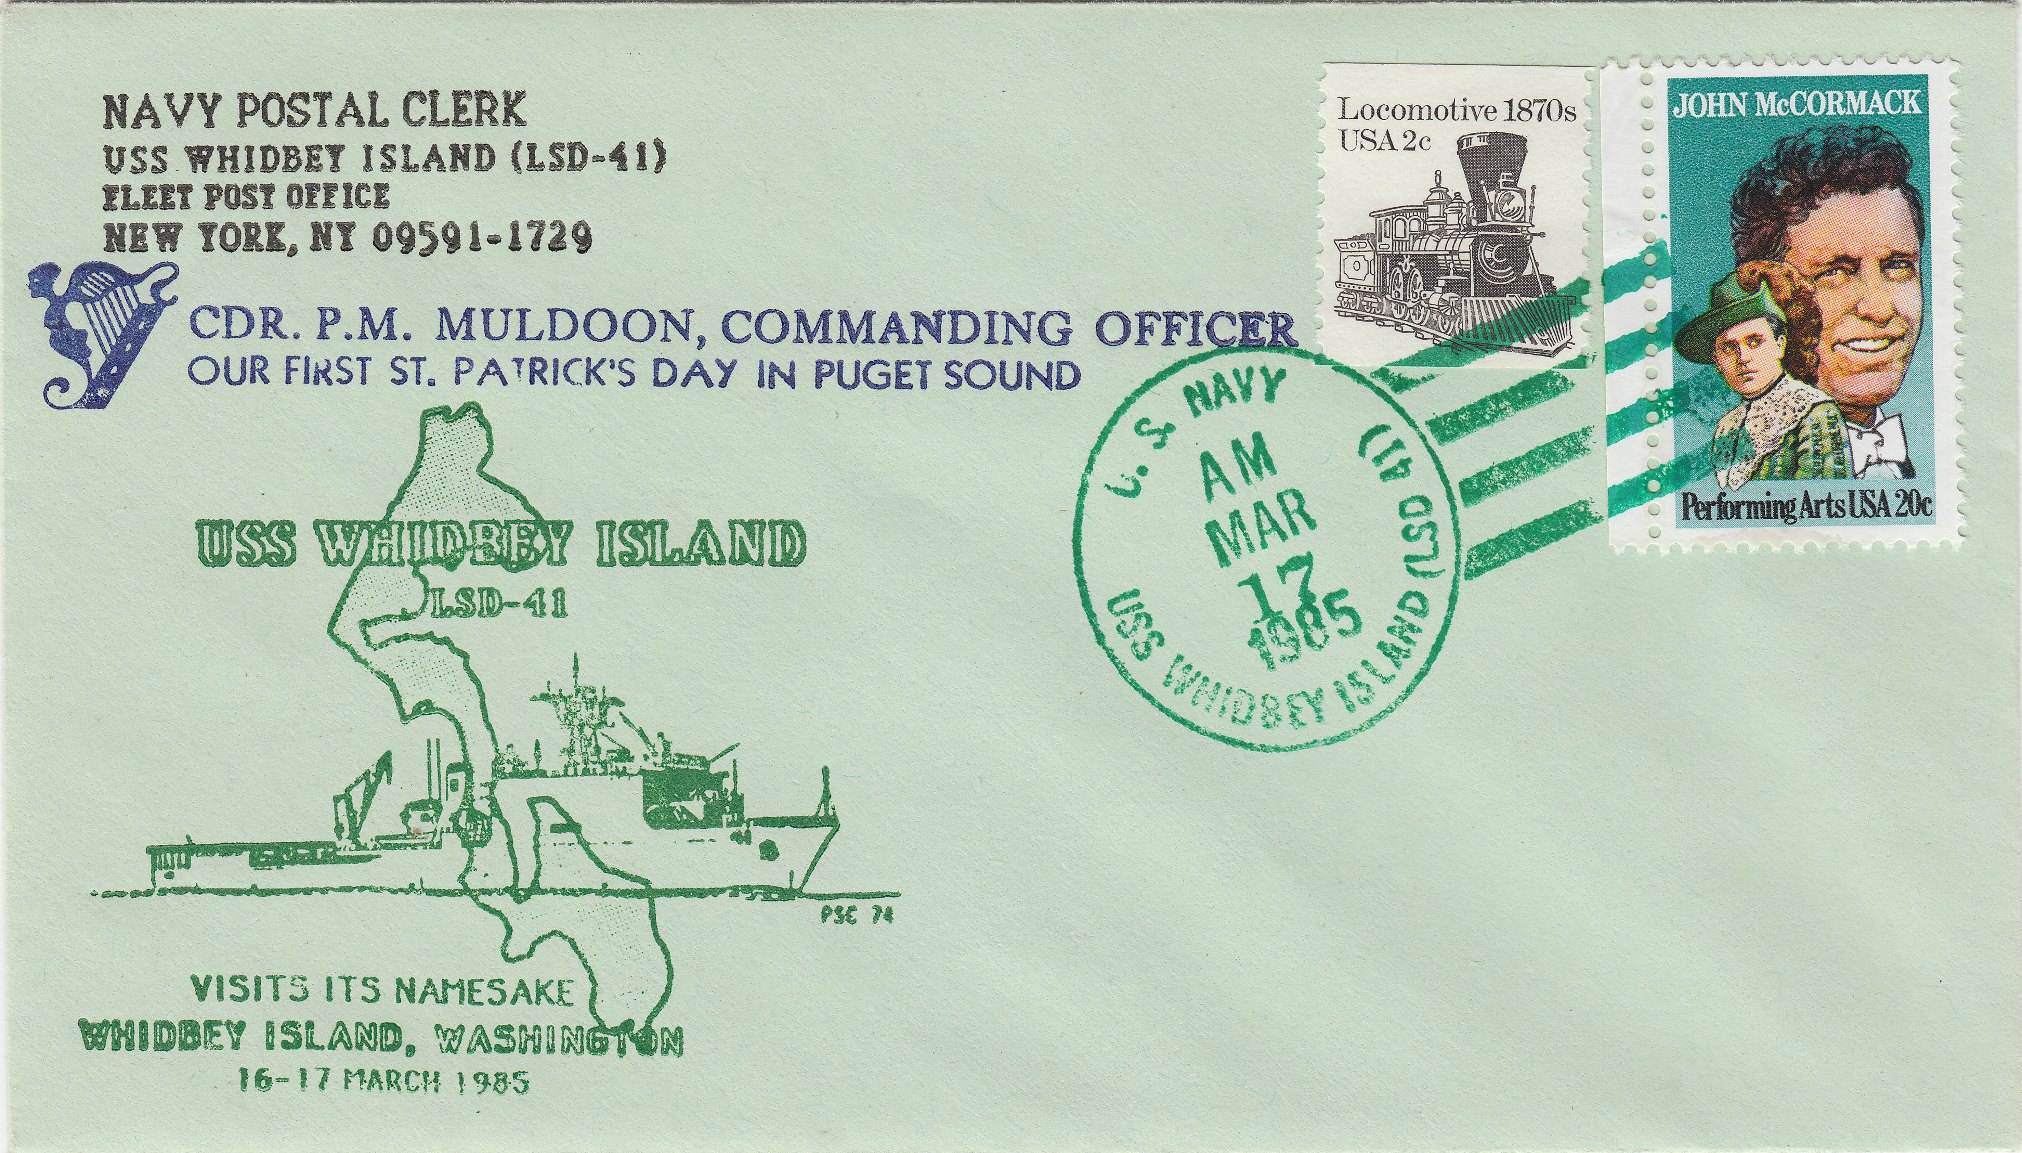 NAVY POSTAL CLERK
USS WHIDBEY ISLAND (LSD-41)
FLEET POST OFFICE
NEW YORK, NY 09591-1729
CDR. P.M. MULDOON, COMMANDING OFFICER
OUR FIRST ST. PATRICK'S DAY IN PUGET SOUND
Locomotive 1870s
USA 2c
JOHN McCORMACK
Performing Arts USA 20c
U. S. NAVY
AM
MAR
17
1985
USS WHIDBEY ISLAND (LSD 41)
USS WHIDBEY ISLAND
LSD-41
PSC 74
VISITS ITS NAMESAKE
WHIDBEY ISLAND, WASHINGTON
16-17 MARCH 1985